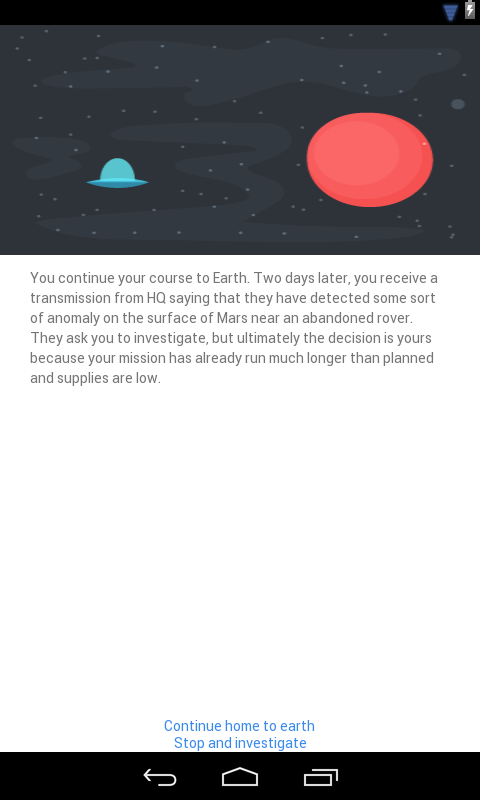 You continue your course to Earth. Two days later, you receive a
transmission from HQ saying that they have detected some sort
of anomaly on the surface of Mars near an abandoned rover.
They ask you to investigate, but ultimately the decision is yours
because your mission has already run much longer than planned
and supplies are low.
Continue home to earth
Stop and investigate